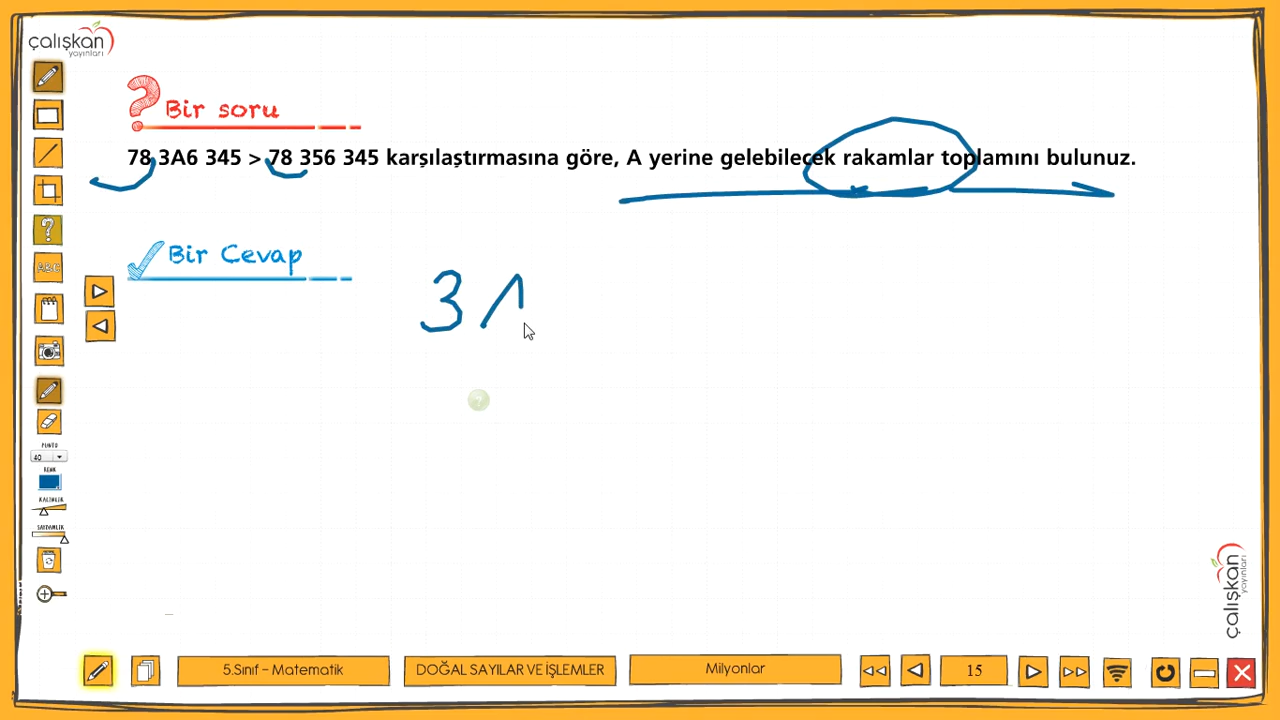 çalışkan
yayınları
Bir soru
78 3A6 345 > 78 356 345 karşılaştırmasına göre, A yerine gelebilecek rakamlar toplamını bulunuz.
Bir Cevap
3
ABC
PUNTO
40
RENK
KALINLIK
SAYDAMLIK
çalışkan
yayınları
5.Sınıf - Matematik
DOĞAL SAYILAR VE İŞLEMLER
Milyonlar
15